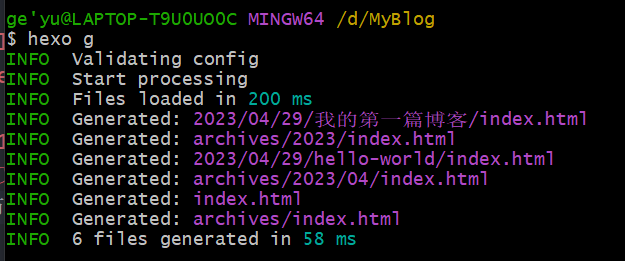 ge'yu@LAPTOP-T9U0UOOC MINGW64 /d/MyBlog
$ hexo g
INFO  Validating config
INFO  Start processing
INFO  Files loaded in 200 ms
INFO  Generated: 2023/04/29/我的第一篇博客/index.html
INFO  Generated: archives/2023/index.html
INFO  Generated: 2023/04/29/hello-world/index.html
INFO  Generated: archives/2023/04/index.html
INFO  Generated: index.html
INFO  Generated: archives/index.html
INFO  6 files generated in 58 ms